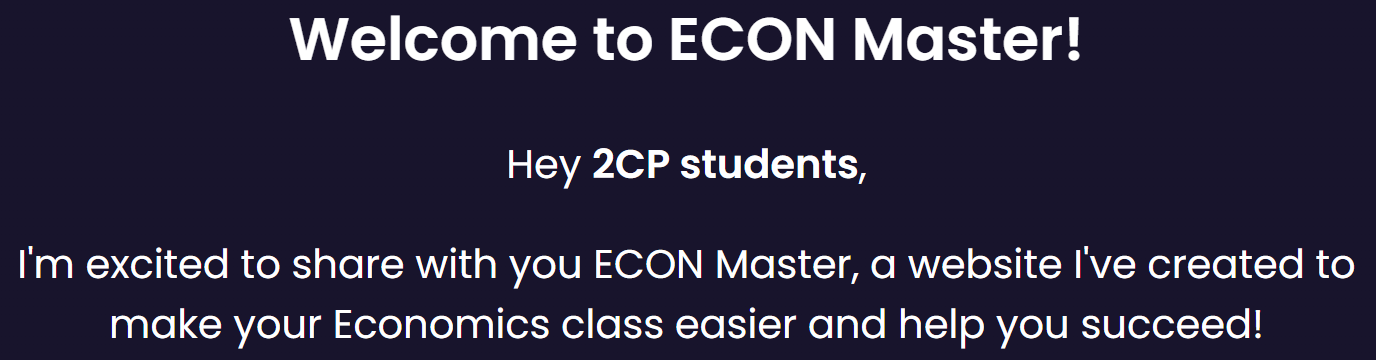 Welcome to ECON Master!
Hey 2CP students,
I'm excited to share with you ECON Master, a website I've created to
make your Economics class easier and help you succeed!